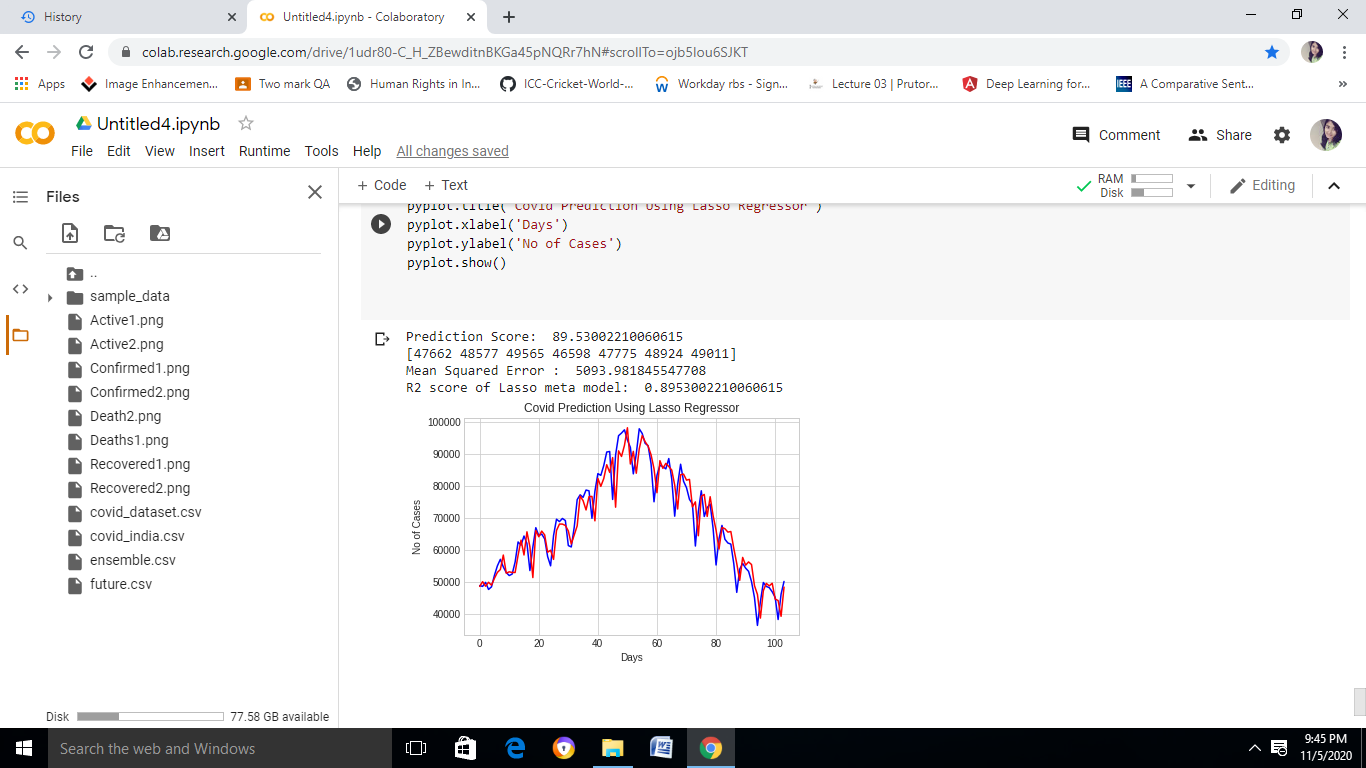 History
Untitled4.ipynb - Colaboratory
colab.research.google.com/drive/1udr80-C_H_ZBewditnBKGa45pNQRr7hN#scrollTo=ojb5Iou6SJKT
Apps
Image Enhancemen...
Two mark QA
Human Rights in In...
ICC-Cricket-World-...
Workday rbs - Sign...
Lecture 03 | Prutor...
Deep Learning for...
IEEE
A Comparative Sent...
»
CO
Untitled4.ipynb
File Edit View Insert Runtime Tools Help All changes saved
Comment
Share
Files
+ Code + Text
RAM
Disk
Editing
..
sample_data
Active1.png
Active2.png
Confirmed1.png
Confirmed2.png
Death2.png
Deaths1.png
Recovered1.png
Recovered2.png
covid_dataset.csv
covid_india.csv
ensemble.csv
future.csv
Disk 77.58 GB available
pyplot.title('Covid Prediction Using Lasso Regressor')
pyplot.xlabel('Days')
pyplot.ylabel('No of Cases')
pyplot.show()
Prediction Score:  89.53002210060615
[47662 48577 49565 46598 47775 48924 49011]
Mean Squared Error :  5093.981845547708
R2 score of Lasso meta model:  0.8953002210060615
Covid Prediction Using Lasso Regressor
No of Cases
100000
90000
80000
70000
60000
50000
40000
0 20 40 60 80 100
Days
Search the web and Windows
9:45 PM
11/5/2020